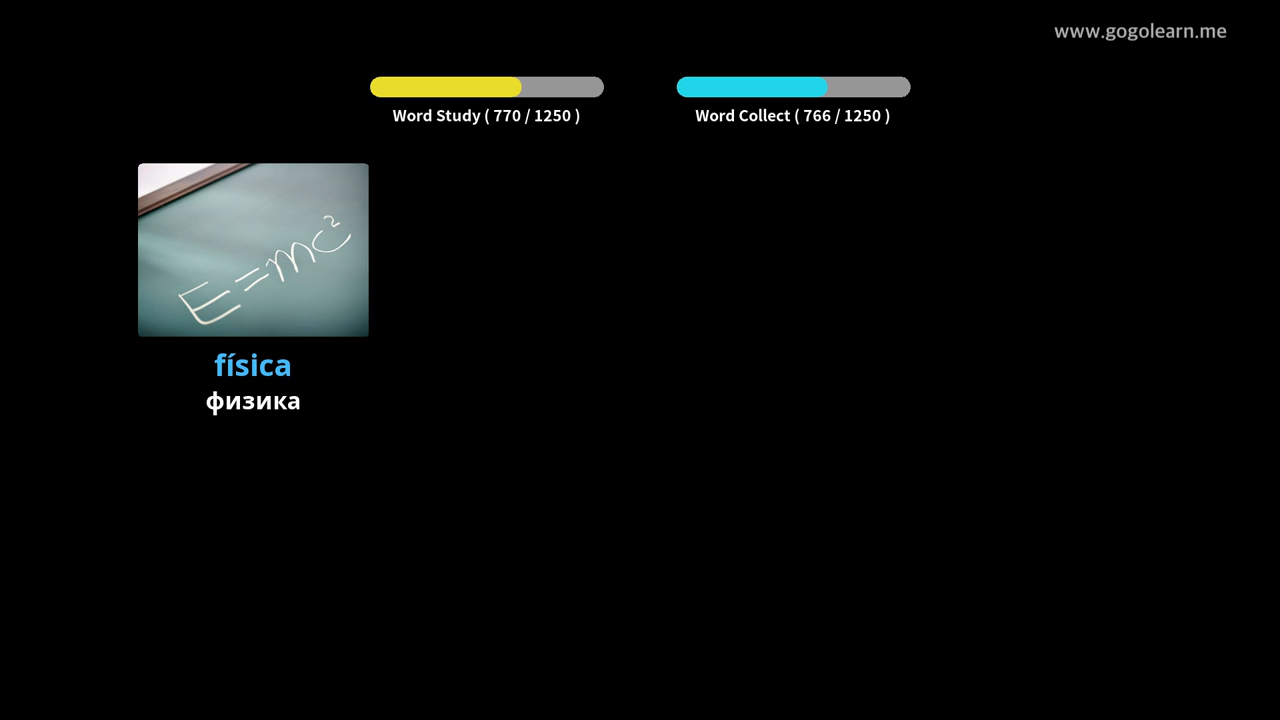 www.gogolearn.me
Word Study ( 770 / 1250 )
Word Collect ( 766 / 1250 )
E=mc²
física
физика